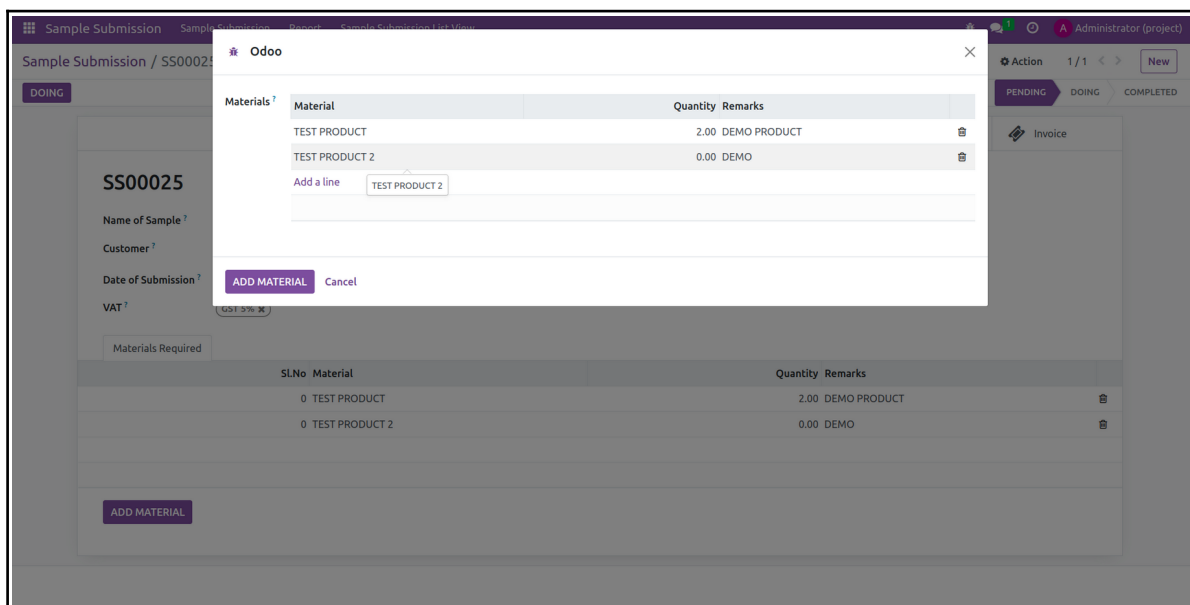 Sample Submission Sample Submission Report Sample Submission List View 1 A Administrator (project)
Sample Submission / SS00025 Action 1 / 1 New
DOING PENDING DOING COMPLETED
Odoo
Materials ? Material Quantity Remarks
TEST PRODUCT 2.00 DEMO PRODUCT
TEST PRODUCT 2 0.00 DEMO
Add a line TEST PRODUCT 2
ADD MATERIAL Cancel
Invoice
SS00025
Name of Sample ?
Customer ?
Date of Submission ?
VAT ? GST 5%
Materials Required
Sl.No Material Quantity Remarks
0 TEST PRODUCT 2.00 DEMO PRODUCT
0 TEST PRODUCT 2 0.00 DEMO
ADD MATERIAL